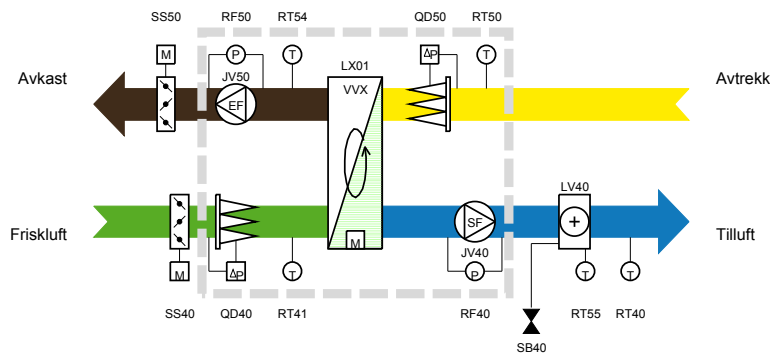 SS50 RF50 RT54 QD50 RT50
M P T ΔP T
LX01
JV50
Avkast VVX Avtrekk
EF
LV40
Friskluft SF + Tilluft
M
JV40
M ΔP T P T T
SS40 QD40 RT41 RF40 RT55 RT40
SB40